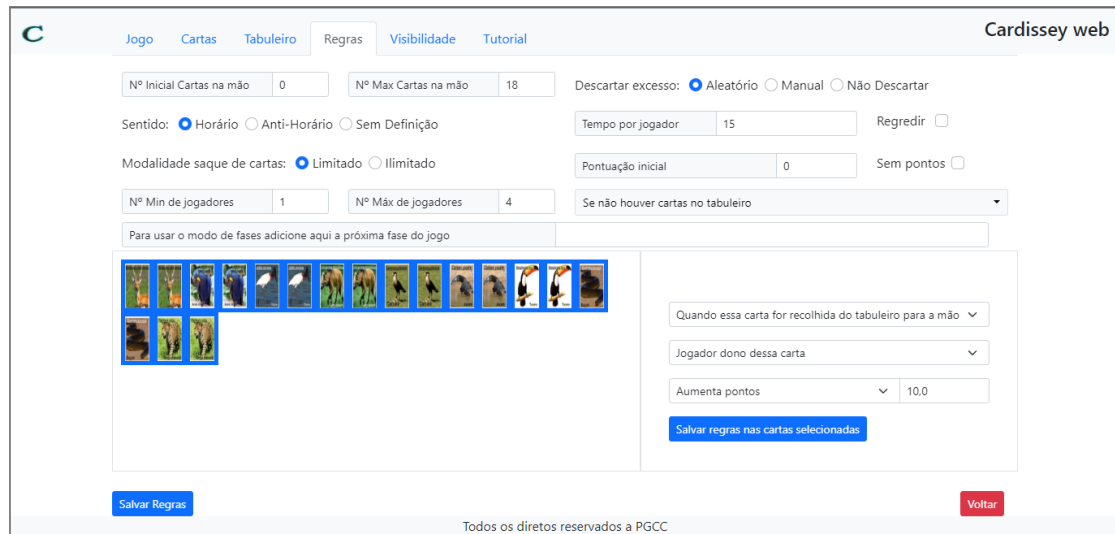 C
Cardissey web
Jogo Cartas Tabuleiro Regras Visibilidade Tutorial
Nº Inicial Cartas na mão 0 Nº Max Cartas na mão 18 Descartar excesso: Aleatório Manual Não Descartar
Sentido: Horário Anti-Horário Sem Definição Tempo por jogador 15 Regredir
Modalidade saque de cartas: Limitado Ilimitado Pontuação inicial 0 Sem pontos
Nº Min de jogadores 1 Nº Máx de jogadores 4 Se não houver cartas no tabuleiro
Para usar o modo de fases adicione aqui a próxima fase do jogo
Quando essa carta for recolhida do tabuleiro para a mão
Jogador dono dessa carta
Aumenta pontos 10,0
Salvar regras nas cartas selecionadas
Salvar Regras Voltar
Todos os diretos reservados a PGCC